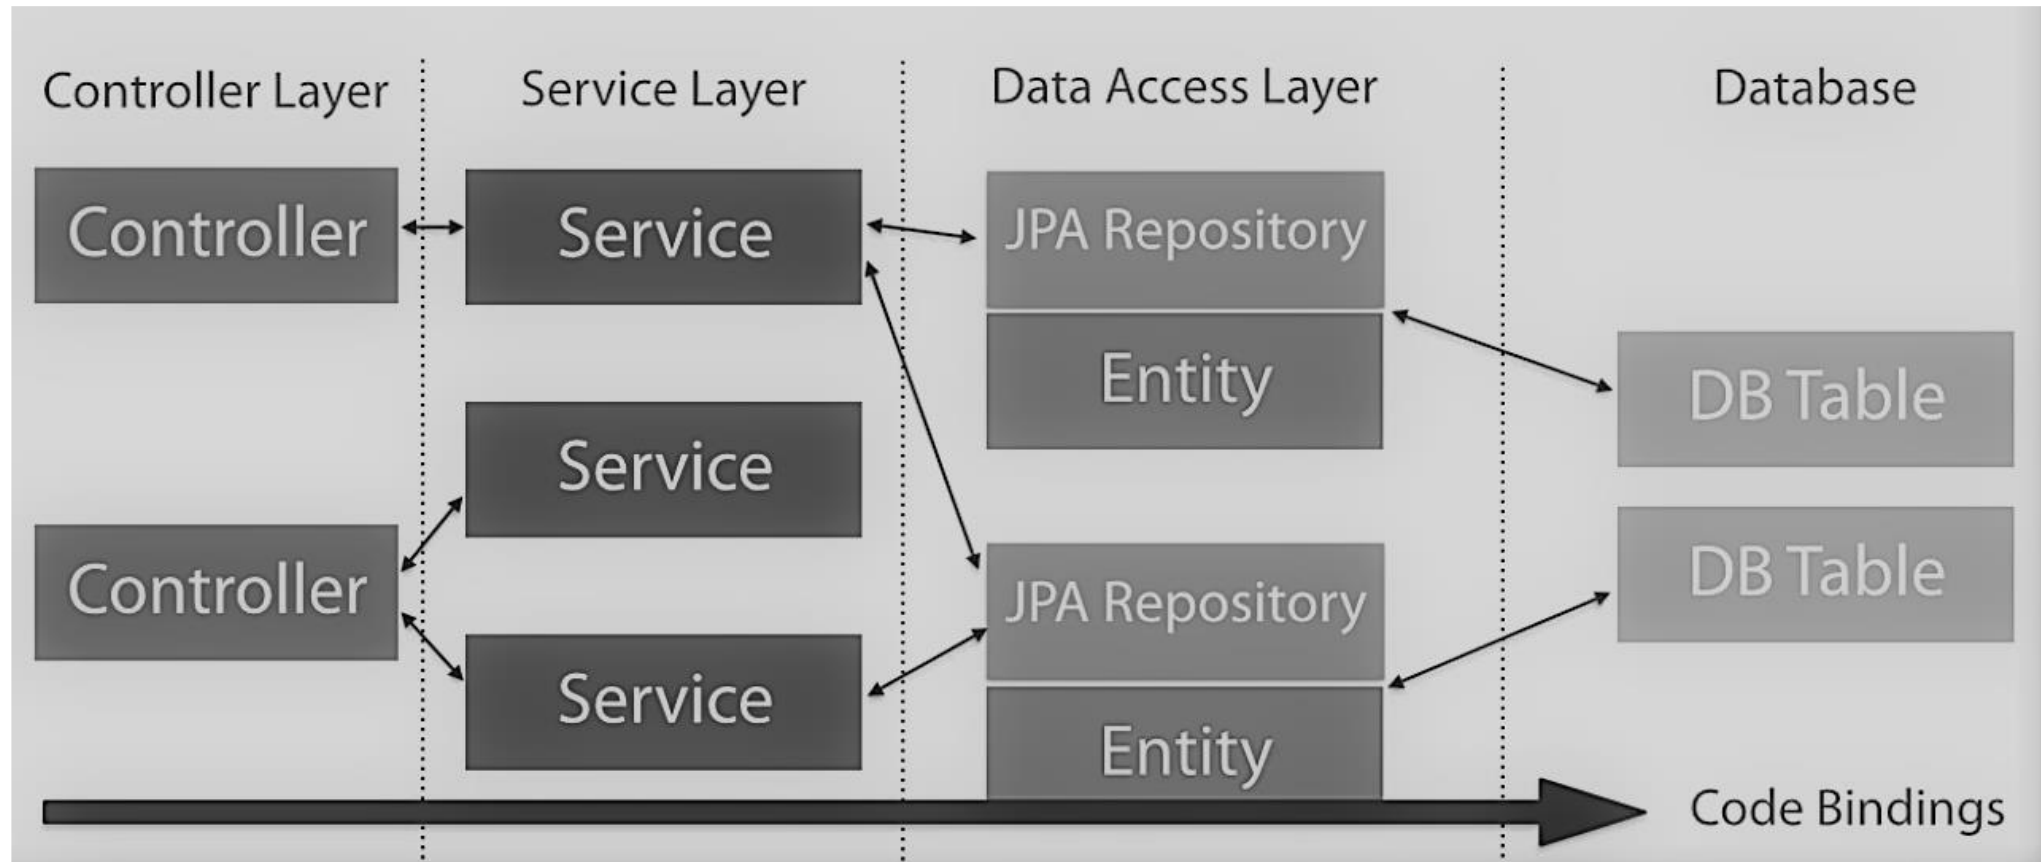 Controller Layer
Service Layer
Data Access Layer
Database
Controller
Service
JPA Repository
Entity
DB Table
Service
Controller
DB Table
JPA Repository
Service
Entity
Code Bindings